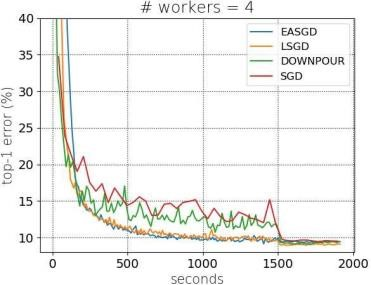 # workers = 4
top-1 error (%)
40
35
30
25
20
15
10
EASGD
LSGD
DOWNPOUR
SGD
0 500 1000 1500 2000
seconds